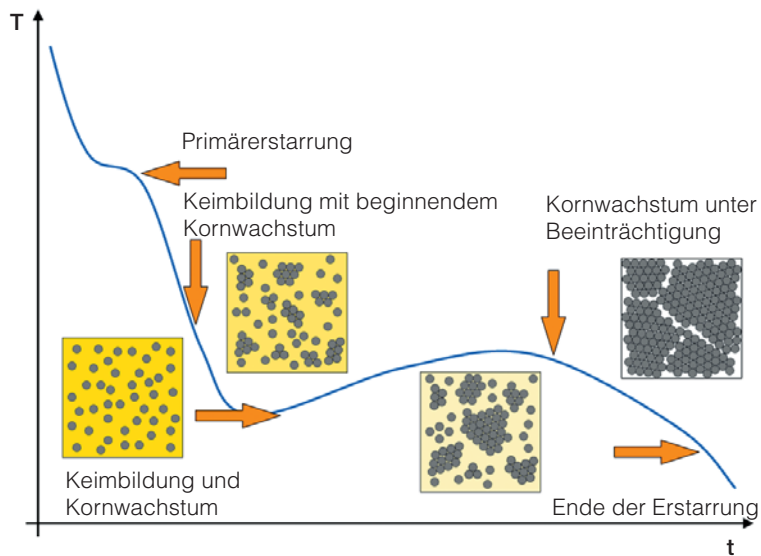 T
Primärerstarrung
Keimbildung mit beginnendem
Kornwachstum
Kornwachstum unter
Beeinträchtigung
Keimbildung und
Kornwachstum
Ende der Erstarrung
t